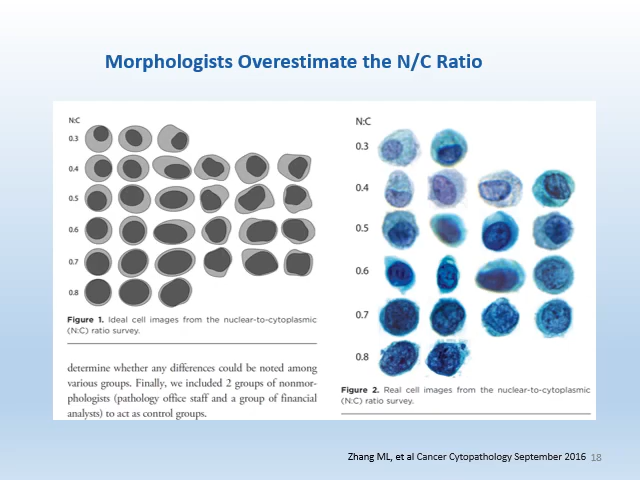 Morphologists Overestimate the N/C Ratio
N:C
0.3
0.4
0.5
0.6
0.7
0.8
Figure 1. Ideal cell images from the nuclear-to-cytoplasmic
(N:C) ratio survey.
determine whether any differences could be noted among
various groups. Finally, we included 2 groups of nonmor-
phologists (pathology office staff and a group of financial
analysts) to act as control groups.
N:C
0.3
0.4
0.5
0.6
0.7
0.8
Figure 2. Real cell images from the nuclear-to-cytoplasmic
(N:C) ratio survey.
Zhang ML, et al Cancer Cytopathology September 2016 18